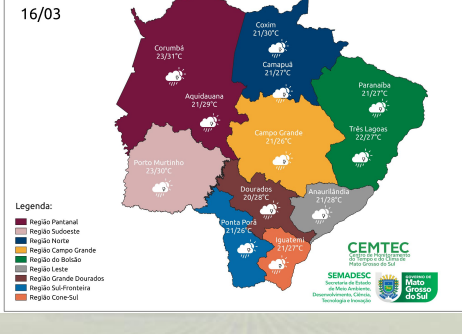 16/03
Coxim
21/30°C
Corumbá
23/31°C
Camapuã
21/27°C
Paranaíba
21/27°C
Aquidauana
21/29°C
Três Lagoas
22/27°C
Campo Grande
21/26°C
Porto Murtinho
23/30°C
Dourados
20/28°C
Anaurilândia
21/28°C
Ponta Porã
21/26°C
Iguatemi
21/27°C
Legenda:
Região Pantanal
Região Sudoeste
Região Norte
Região Campo Grande
Região do Bolsão
Região Leste
Região Grande Dourados
Região Sul-Fronteira
Região Cone-Sul
CEMTEC
Centro de Monitoramento
do Tempo e do Clima de
Mato Grosso do Sul
SEMADESC
Secretaria de Estado
de Meio Ambiente,
Desenvolvimento, Ciência,
Tecnologia e Inovação
GOVERNO DE
Mato
Grosso
do Sul